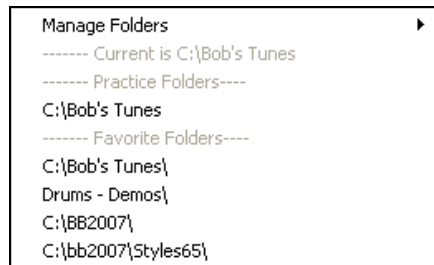 Manage Folders
------- Current is C:\Bob's Tunes
------- Practice Folders----
C:\Bob's Tunes
------- Favorite Folders----
C:\Bob's Tunes\
Drums - Demos\
C:\BB2007\
C:\bb2007\Styles65\